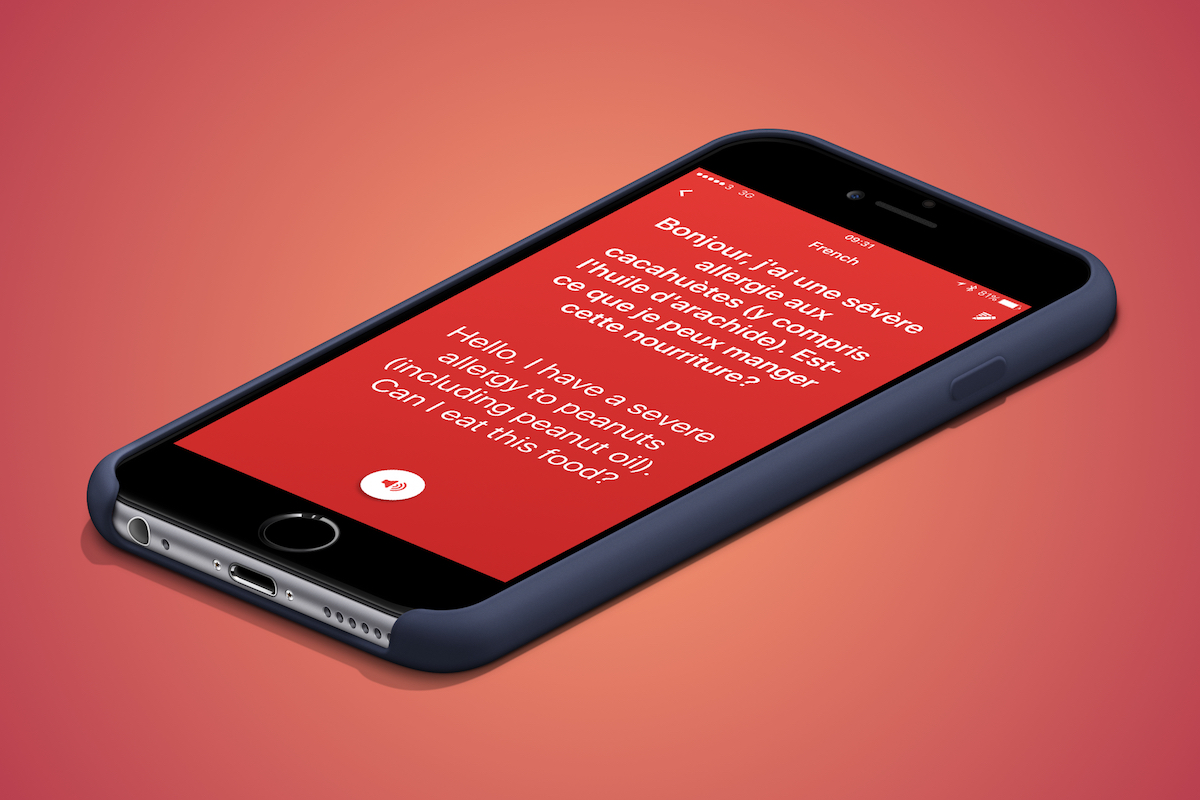 3 3G
09:31
81%
French
Bonjour, j'ai une sévère
allergie aux
cacahuètes (y compris
l'huile d'arachide). Est-
ce que je peux manger
cette nourriture?
Hello, I have a severe
allergy to peanuts
(including peanut oil).
Can I eat this food?